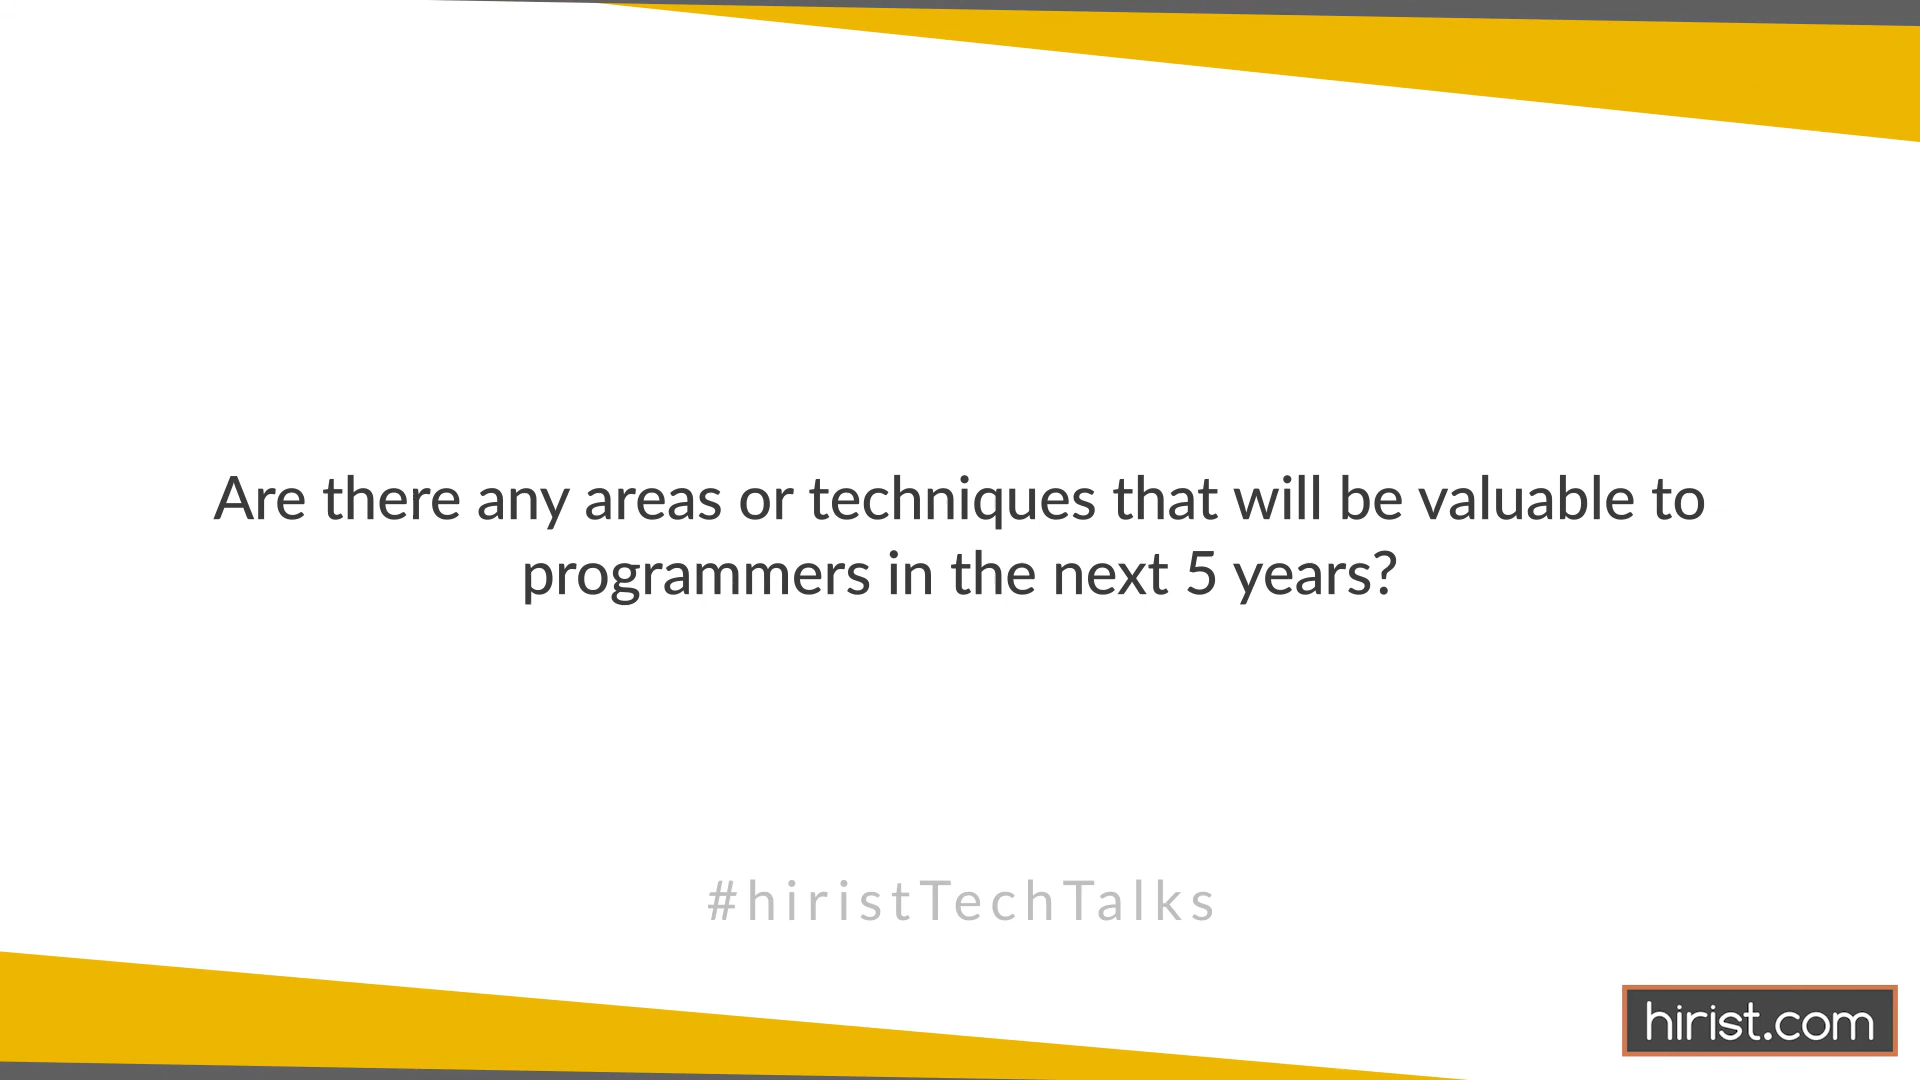 Are there any areas or techniques that will be valuable to
programmers in the next 5 years?
#hiristTechTalks
hirist.com